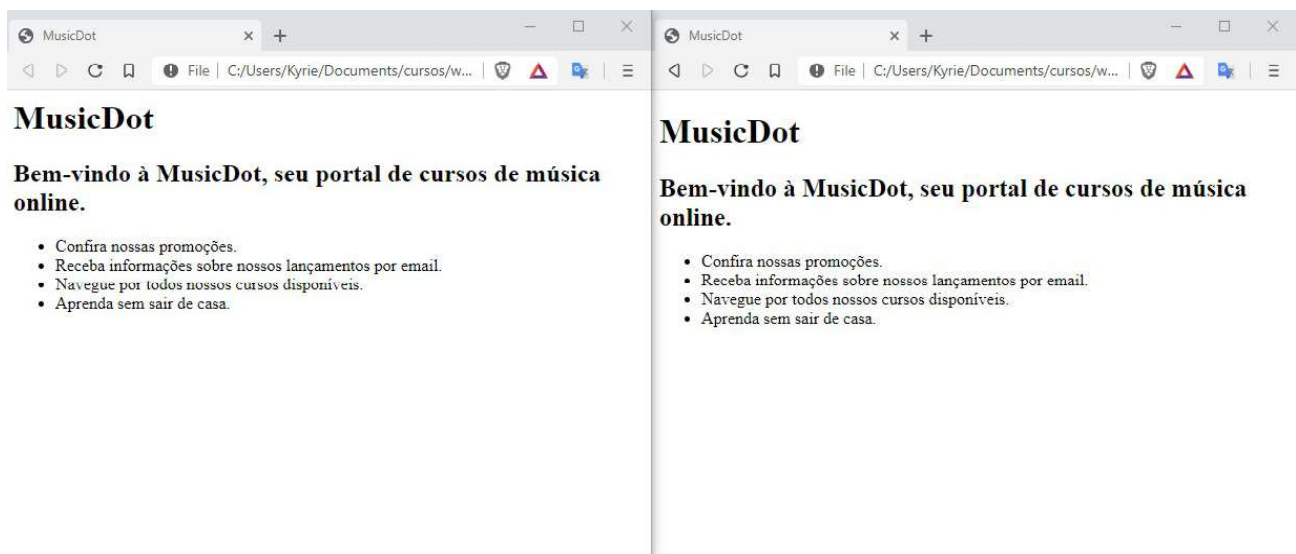 MusicDot
File | C:/Users/Kyrie/Documents/cursos/w...
MusicDot
Bem-vindo à MusicDot, seu portal de cursos de música
online.
• Confira nossas promoções.
• Receba informações sobre nossos lançamentos por email.
• Navegue por todos nossos cursos disponíveis.
• Aprenda sem sair de casa.
MusicDot
File | C:/Users/Kyrie/Documents/cursos/w...
MusicDot
Bem-vindo à MusicDot, seu portal de cursos de música
online.
• Confira nossas promoções.
• Receba informações sobre nossos lançamentos por email.
• Navegue por todos nossos cursos disponíveis.
• Aprenda sem sair de casa.